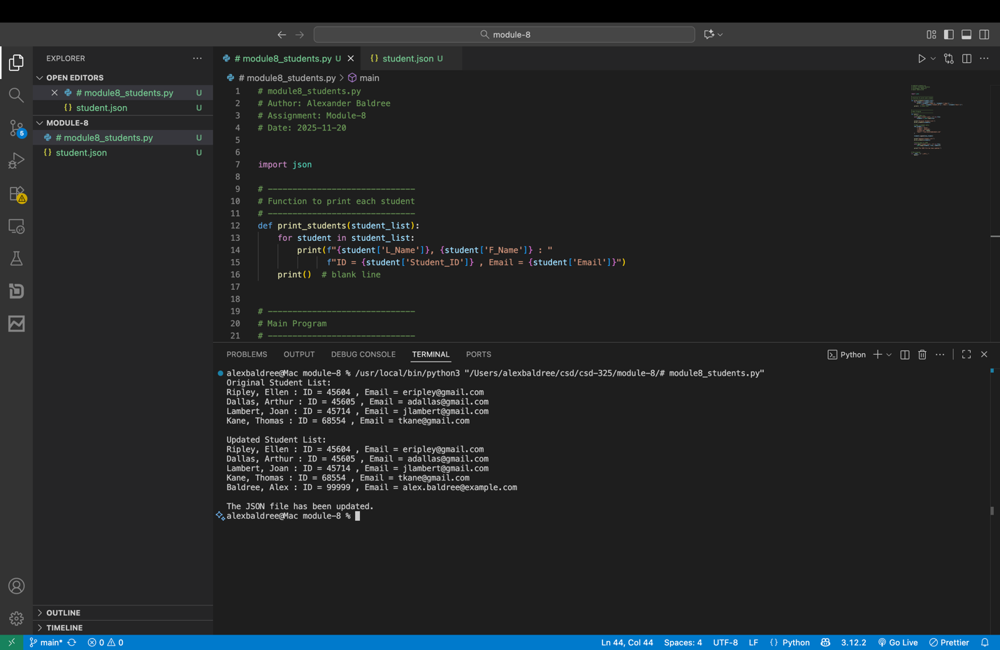 module-8
EXPLORER
OPEN EDITORS
# module8_students.py U
student.json U
MODULE-8
# module8_students.py U
student.json U
5
OUTLINE
TIMELINE
# module8_students.py U
student.json U
# module8_students.py > main
1 # module8_students.py
2 # Author: Alexander Baldree
3 # Assignment: Module-8
4 # Date: 2025-11-20
5
6
7 import json
8
9 # ------------------------------
10 # Function to print each student
11 # ------------------------------
12 def print_students(student_list):
13 for student in student_list:
14 print(f"{student['L_Name']}, {student['F_Name']} : "
15 f"ID = {student['Student_ID']} , Email = {student['Email']}")
16 print()  # blank line
17
18
19 # ------------------------------
20 # Main Program
21 # ------------------------------
PROBLEMS OUTPUT DEBUG CONSOLE TERMINAL PORTS
Python
alexbaldree@Mac module-8 % /usr/local/bin/python3 "/Users/alexbaldree/csd/csd-325/module-8/# module8_students.py"
Original Student List:
Ripley, Ellen : ID = 45604 , Email = eripley@gmail.com
Dallas, Arthur : ID = 45605 , Email = adallas@gmail.com
Lambert, Joan : ID = 45714 , Email = jlambert@gmail.com
Kane, Thomas : ID = 68554 , Email = tkane@gmail.com
Updated Student List:
Ripley, Ellen : ID = 45604 , Email = eripley@gmail.com
Dallas, Arthur : ID = 45605 , Email = adallas@gmail.com
Lambert, Joan : ID = 45714 , Email = jlambert@gmail.com
Kane, Thomas : ID = 68554 , Email = tkane@gmail.com
Baldree, Alex : ID = 99999 , Email = alex.baldree@example.com
The JSON file has been updated.
alexbaldree@Mac module-8 %
main* 0 0 Ln 44, Col 44 Spaces: 4 UTF-8 LF {} Python 3.12.2 Go Live Prettier